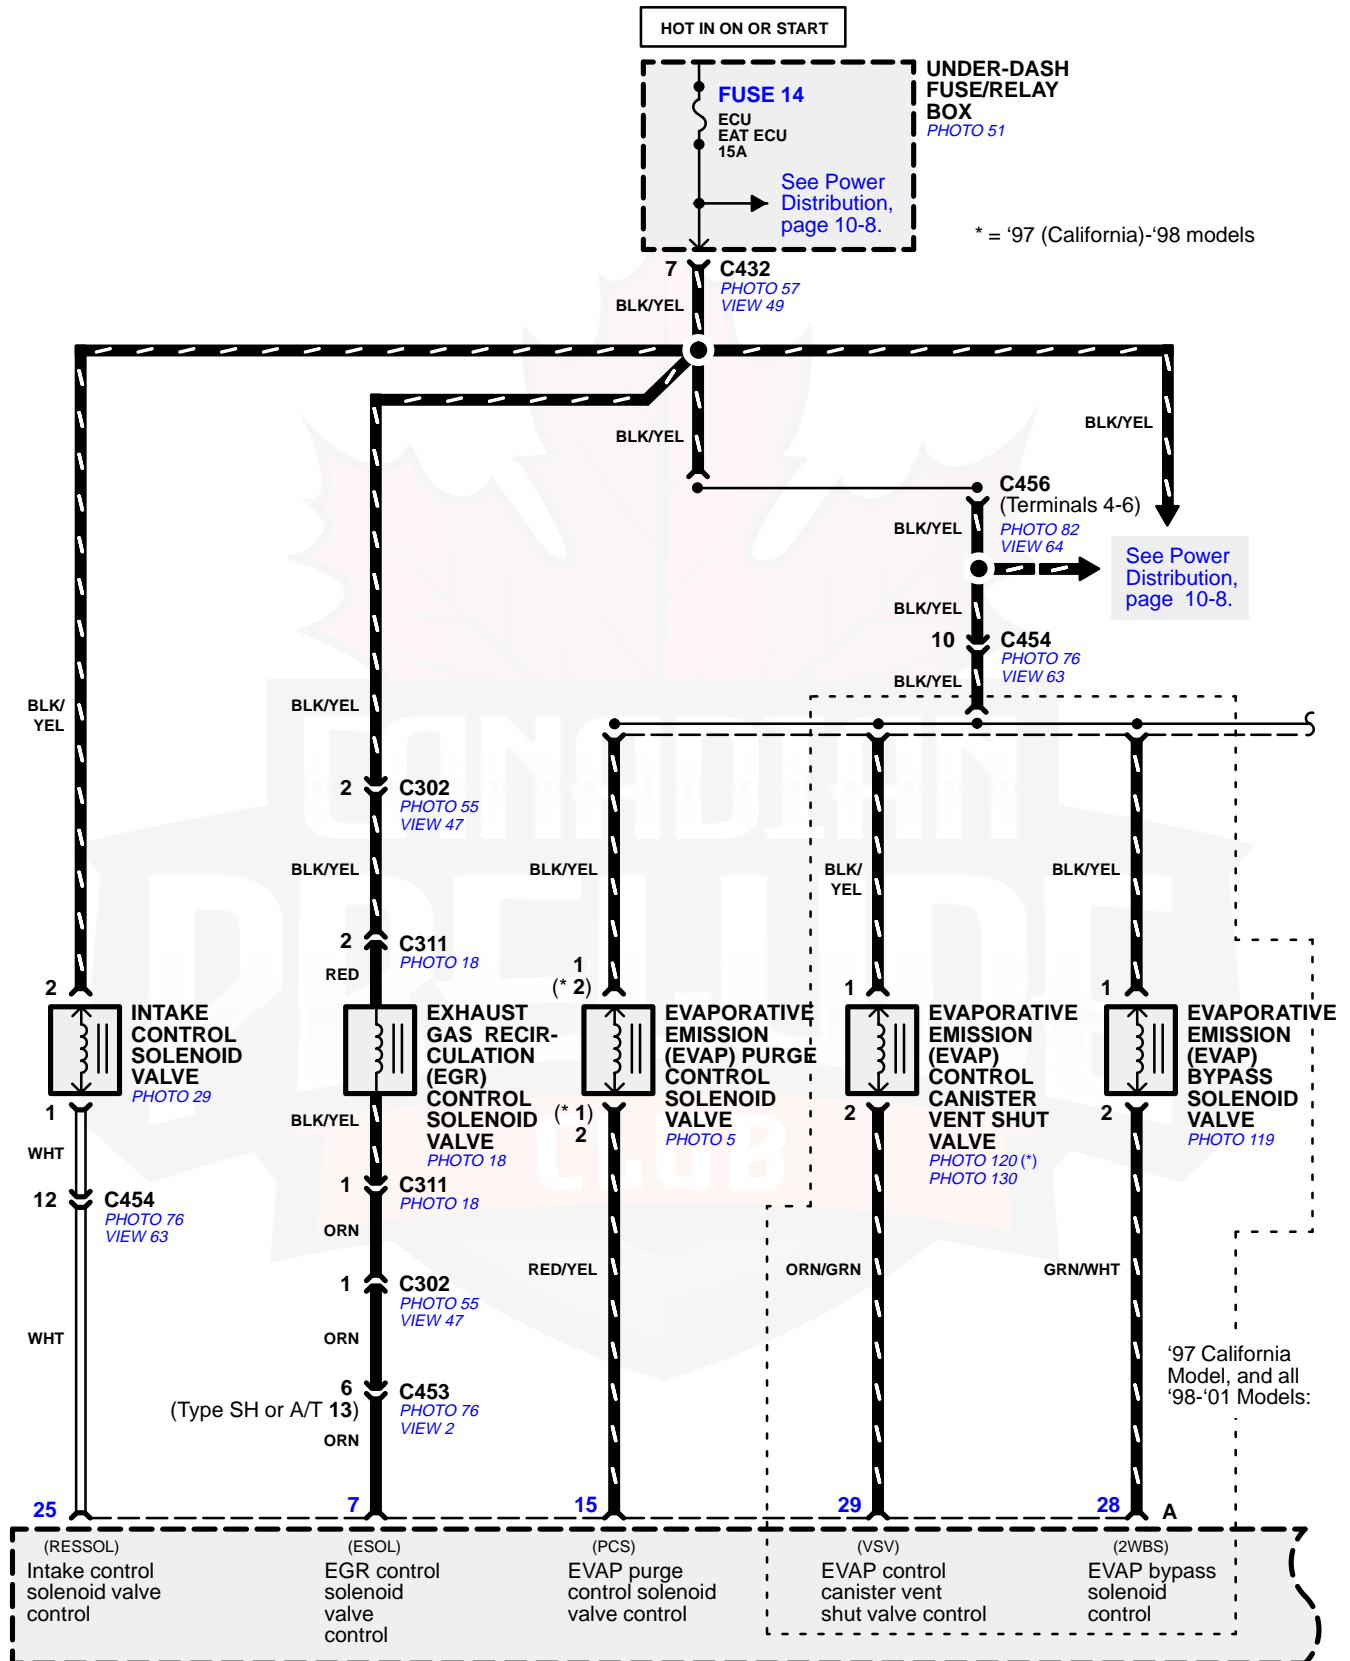 HOT IN ON OR START
FUSE 14
ECU
EAT ECU
15A
See Power
Distribution,
page 10-8.
UNDER-DASH
FUSE/RELAY
BOX
PHOTO 51
* = ‘97 (California)-‘98 models
7
C432
PHOTO 57
VIEW 49
BLK/YEL
BLK/YEL
BLK/YEL
C456
(Terminals 4-6)
PHOTO 82
VIEW 64
BLK/YEL
See Power
Distribution,
page 10-8.
BLK/YEL
10
C454
PHOTO 76
VIEW 63
BLK/YEL
BLK/
YEL
BLK/YEL
2
C302
PHOTO 55
VIEW 47
BLK/YEL
BLK/YEL
BLK/
YEL
BLK/YEL
2
C311
PHOTO 18
RED
2
1
(* 2)
1
1
INTAKE
CONTROL
SOLENOID
VALVE
PHOTO 29
EXHAUST
GAS RECIR-
CULATION
(EGR)
CONTROL
SOLENOID
VALVE
PHOTO 18
EVAPORATIVE
EMISSION
(EVAP) PURGE
CONTROL
SOLENOID
VALVE
PHOTO 5
EVAPORATIVE
EMISSION
(EVAP)
CONTROL
CANISTER
VENT SHUT
VALVE
PHOTO 120 (*)
PHOTO 130
EVAPORATIVE
EMISSION
(EVAP)
BYPASS
SOLENOID
VALVE
PHOTO 119
1
BLK/YEL
(* 1)
2
2
2
WHT
12
C454
PHOTO 76
VIEW 63
1
C311
PHOTO 18
ORN
RED/YEL
ORN/GRN
GRN/WHT
1
C302
PHOTO 55
VIEW 47
WHT
ORN
‘97 California
Model, and all
‘98-‘01 Models:
6
(Type SH or A/T 13)
C453
PHOTO 76
VIEW 2
ORN
25
7
15
29
28
A
(RESSOL)
Intake control
solenoid valve
control
(ESOL)
EGR control
solenoid
valve
control
(PCS)
EVAP purge
control solenoid
valve control
(VSV)
EVAP control
canister vent
shut valve control
(2WBS)
EVAP bypass
solenoid
control
CANADIAN
PRELUDE
CLUB